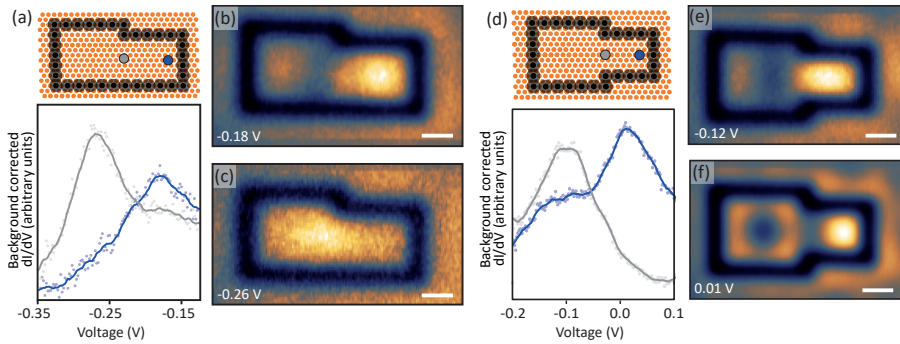 (a)
Background corrected
dI/dV (arbitrary units)
-0.35
-0.25
-0.15
Voltage (V)
(b)
-0.18 V
(c)
-0.26 V
(d)
Background corrected
dI/dV (arbitrary units)
-0.2
-0.1
0.0
0.1
Voltage (V)
(e)
-0.12 V
(f)
0.01 V